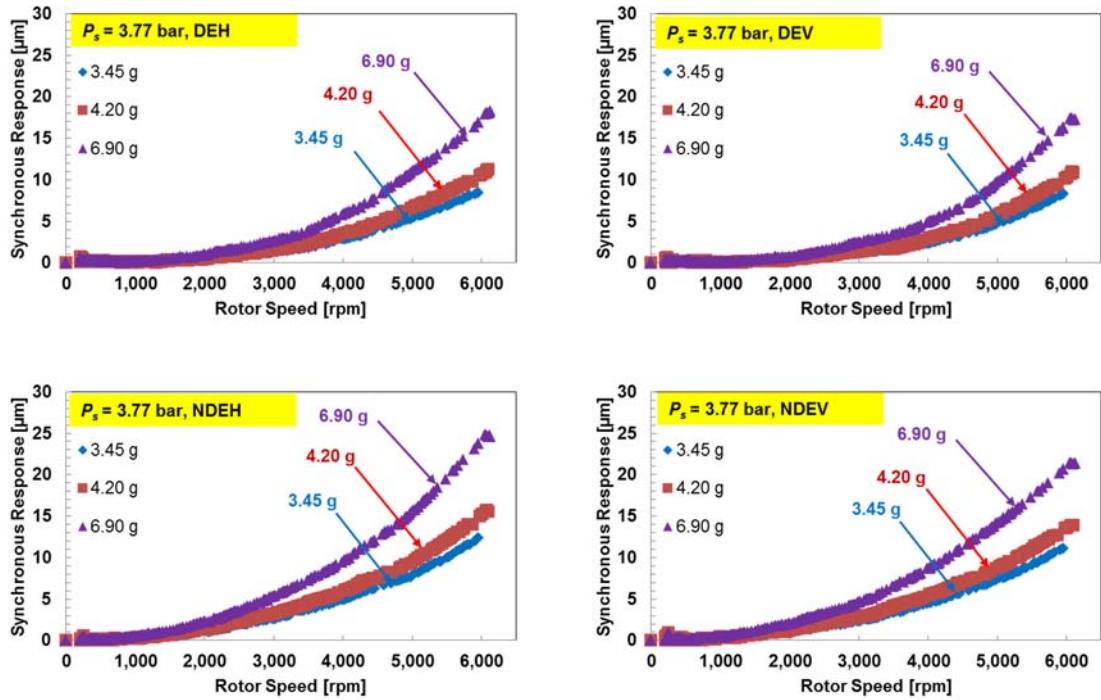 30
25
20
15
10
5
0
Synchronous Response [µm]
P_s = 3.77 bar, DEH
3.45 g
4.20 g
6.90 g
6.90 g
4.20 g
3.45 g
0 1,000 2,000 3,000 4,000 5,000 6,000
Rotor Speed [rpm]
30
25
20
15
10
5
0
Synchronous Response [µm]
P_s = 3.77 bar, DEV
3.45 g
4.20 g
6.90 g
6.90 g
4.20 g
3.45 g
0 1,000 2,000 3,000 4,000 5,000 6,000
Rotor Speed [rpm]
30
25
20
15
10
5
0
Synchronous Response [µm]
P_s = 3.77 bar, NDEH
3.45 g
4.20 g
6.90 g
6.90 g
4.20 g
3.45 g
0 1,000 2,000 3,000 4,000 5,000 6,000
Rotor Speed [rpm]
30
25
20
15
10
5
0
Synchronous Response [µm]
P_s = 3.77 bar, NDEV
3.45 g
4.20 g
6.90 g
6.90 g
4.20 g
3.45 g
0 1,000 2,000 3,000 4,000 5,000 6,000
Rotor Speed [rpm]